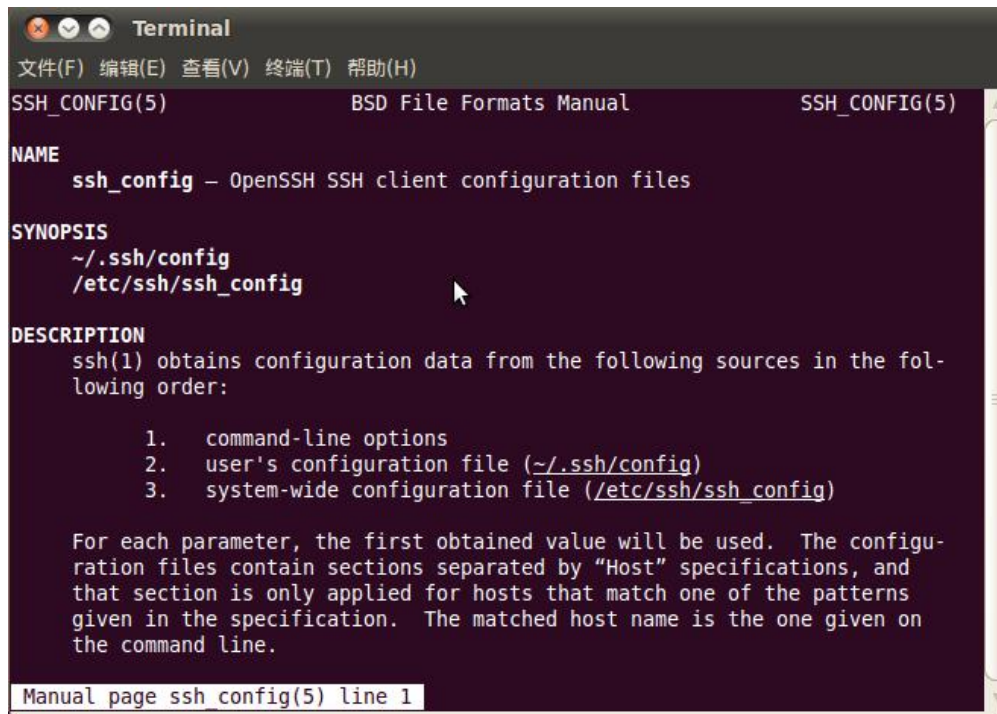 Terminal
文件(F) 编辑(E) 查看(V) 终端(T) 帮助(H)
SSH_CONFIG(5) BSD File Formats Manual SSH_CONFIG(5)
NAME
ssh_config — OpenSSH SSH client configuration files
SYNOPSIS
~/.ssh/config
/etc/ssh/ssh_config
DESCRIPTION
ssh(1) obtains configuration data from the following sources in the fol-
lowing order:
1. command-line options
2. user's configuration file (~/.ssh/config)
3. system-wide configuration file (/etc/ssh/ssh_config)
For each parameter, the first obtained value will be used. The configu-
ration files contain sections separated by “Host” specifications, and
that section is only applied for hosts that match one of the patterns
given in the specification. The matched host name is the one given on
the command line.
Manual page ssh_config(5) line 1